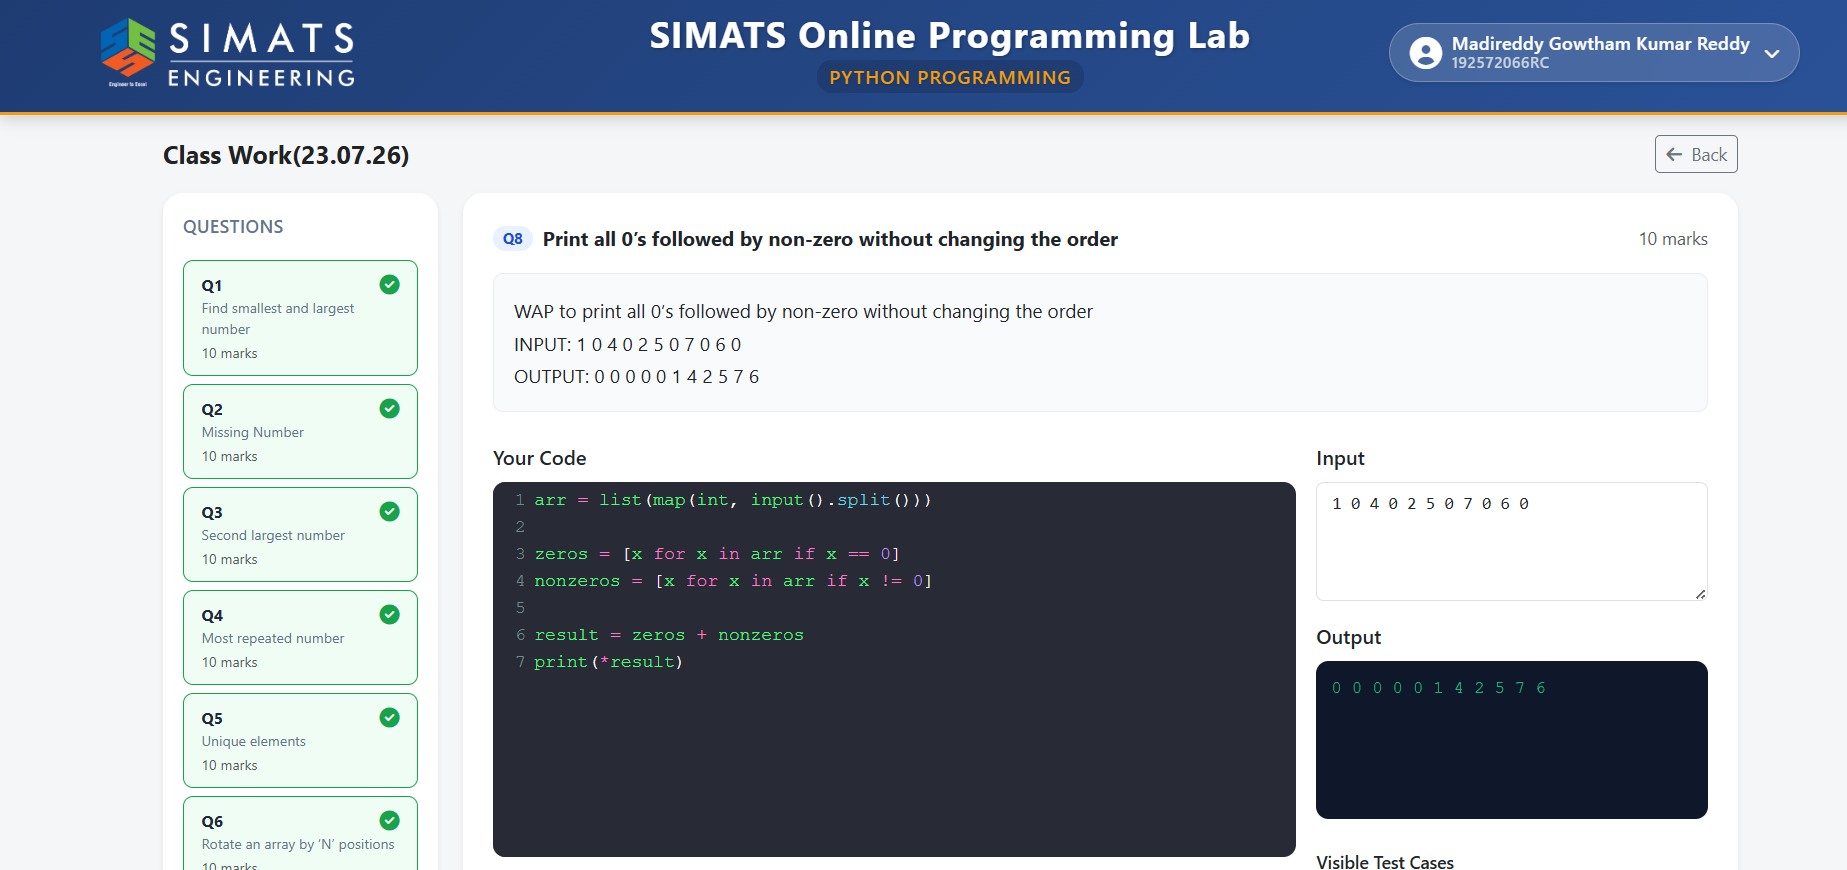 SIMATS
ENGINEERING
Engineer to Excel
SIMATS Online Programming Lab
PYTHON PROGRAMMING
Madireddy Gowtham Kumar Reddy
192572066RC
Class Work(23.07.26)
Back
QUESTIONS
Q1
Find smallest and largest
number
10 marks
Q2
Missing Number
10 marks
Q3
Second largest number
10 marks
Q4
Most repeated number
10 marks
Q5
Unique elements
10 marks
Q6
Rotate an array by ‘N’ positions
10 marks
Q8 Print all 0’s followed by non-zero without changing the order
10 marks
WAP to print all 0’s followed by non-zero without changing the order
INPUT: 1 0 4 0 2 5 0 7 0 6 0
OUTPUT: 0 0 0 0 0 1 4 2 5 7 6
Your Code
1 arr = list(map(int, input().split()))
2
3 zeros = [x for x in arr if x == 0]
4 nonzeros = [x for x in arr if x != 0]
5
6 result = zeros + nonzeros
7 print(*result)
Input
1 0 4 0 2 5 0 7 0 6 0
Output
0 0 0 0 0 1 4 2 5 7 6
Visible Test Cases